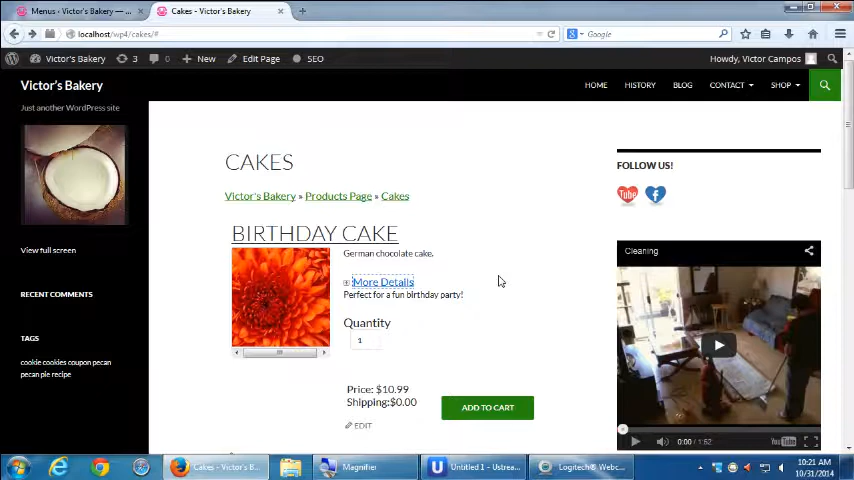 Menus ‹ Victor's Bakery — ...
Cakes - Victor's Bakery
localhost/wp4/cakes/#
Google
Victor's Bakery
3
0
New
Edit Page
SEO
Howdy, Victor Campos
Victor's Bakery
HOME
HISTORY
BLOG
CONTACT
SHOP
Just another WordPress site
View full screen
RECENT COMMENTS
TAGS
cookie cookies coupon pecan
pecan pie recipe
CAKES
Victor's Bakery » Products Page » Cakes
BIRTHDAY CAKE
German chocolate cake.
More Details
Perfect for a fun birthday party!
Quantity
1
Price: $10.99
Shipping:$0.00
ADD TO CART
EDIT
FOLLOW US!
You
Tube
f
Cleaning
0:00 / 1:52
YouTube
Cakes - Victor's B...
Magnifier
Untitled 1 - Ustrea...
Logitech® Webc...
10:21 AM
10/31/2014